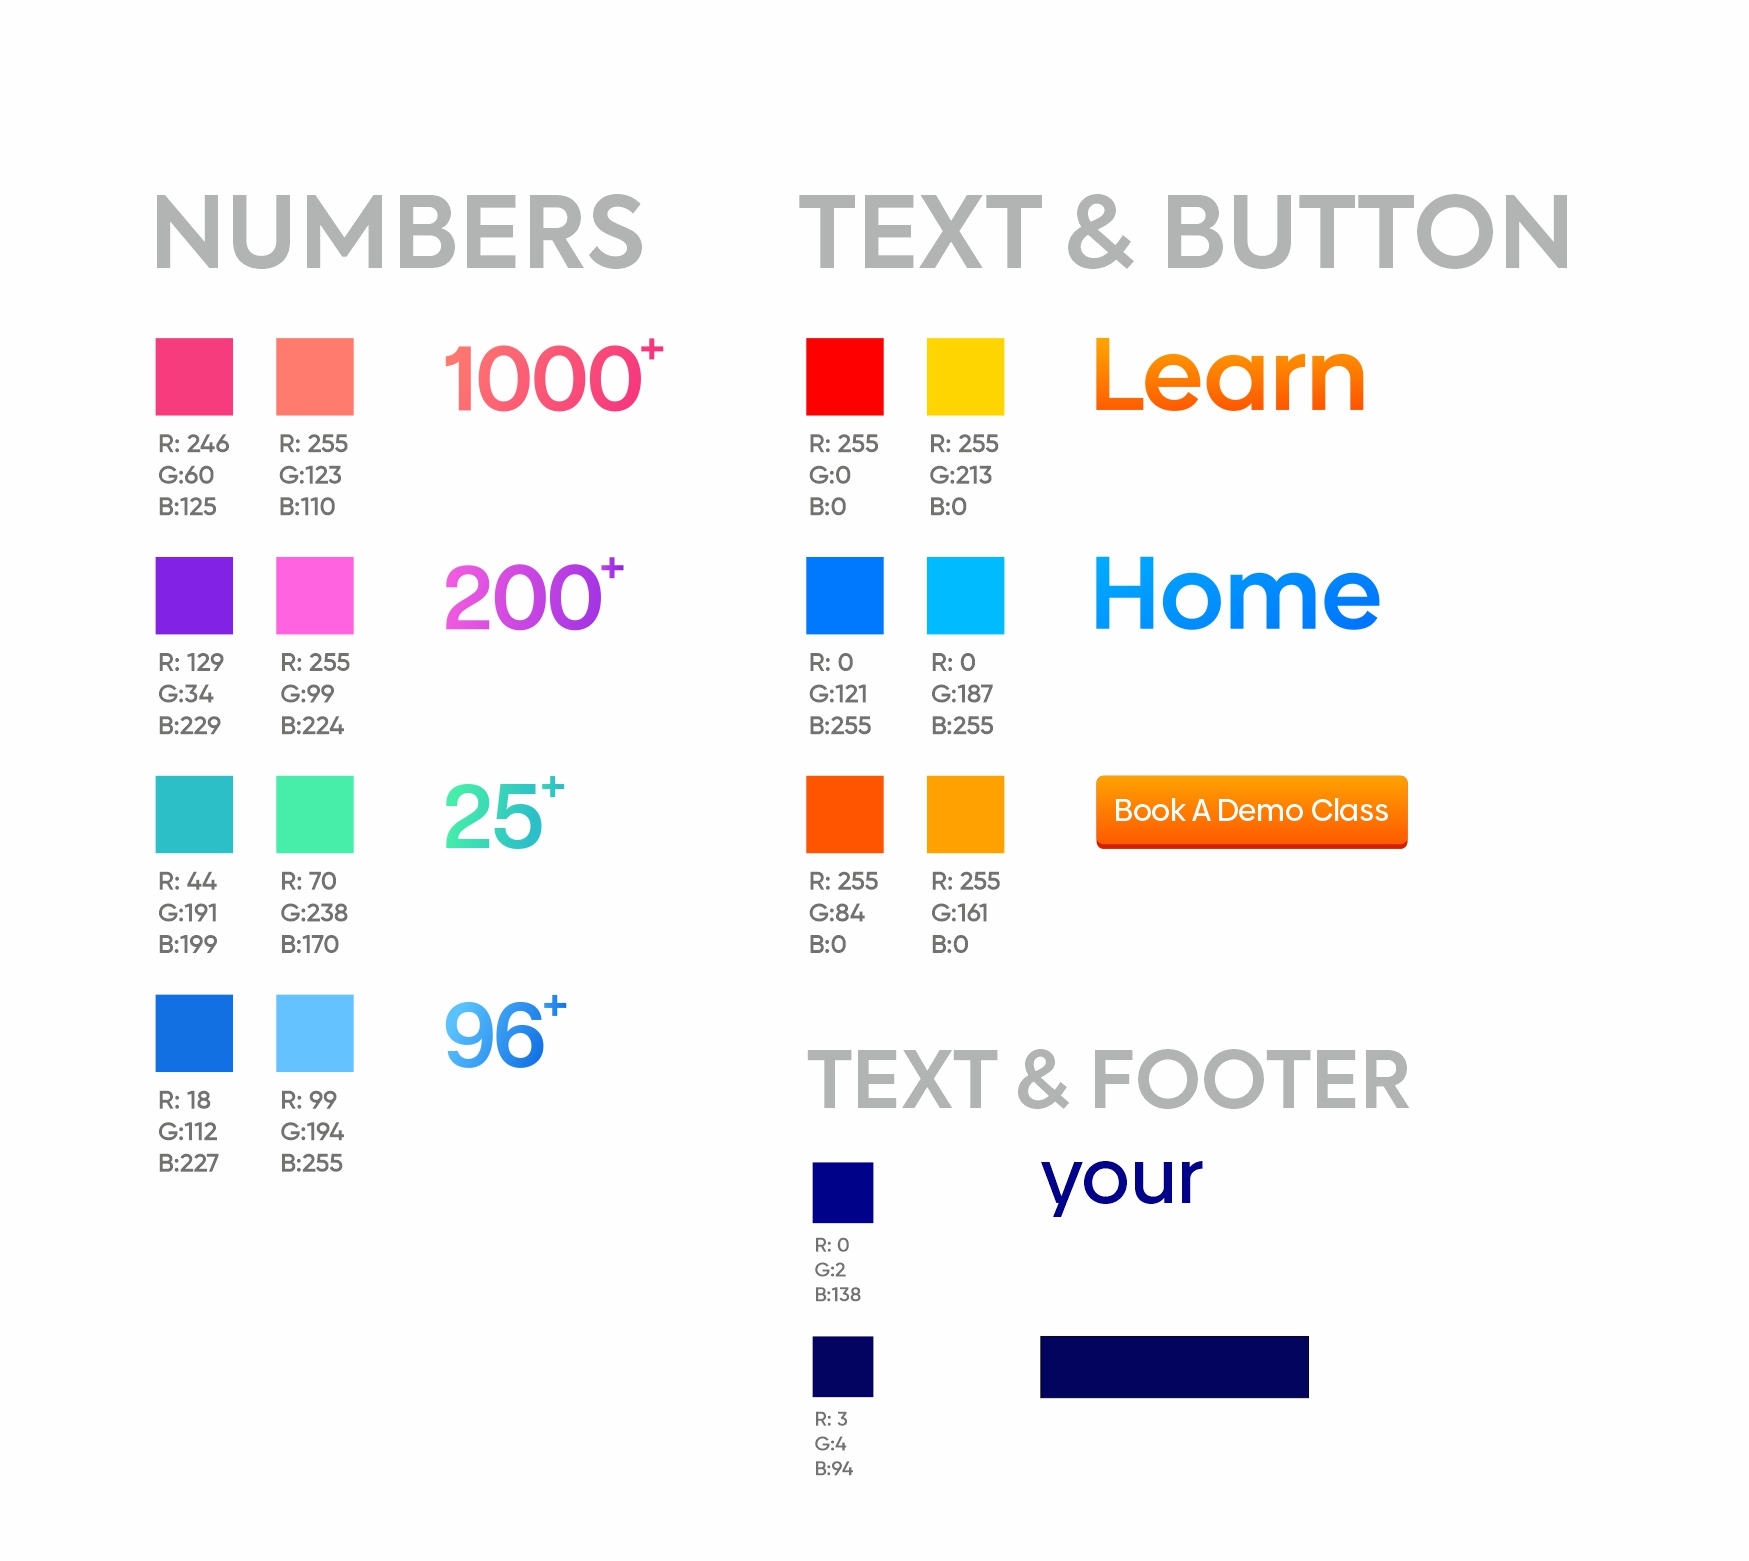 NUMBERS
R: 246
G:60
B:125
R: 255
G:123
B:110
1000+
R: 129
G:34
B:229
R: 255
G:99
B:224
200+
R: 44
G:191
B:199
R: 70
G:238
B:170
25+
R: 18
G:112
B:227
R: 99
G:194
B:255
96+
TEXT & BUTTON
R: 255
G:0
B:0
R: 255
G:213
B:0
Learn
R: 0
G:121
B:255
R: 0
G:187
B:255
Home
R: 255
G:84
B:0
R: 255
G:161
B:0
Book A Demo Class
TEXT & FOOTER
R: 0
G:2
B:138
your
R: 3
G:4
B:94